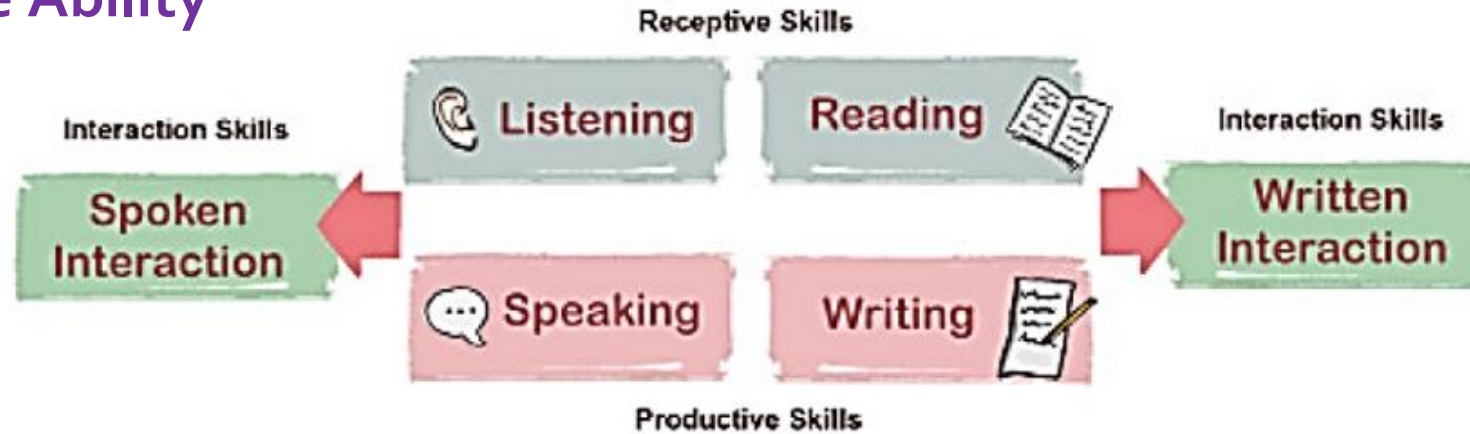 e Ability
Receptive Skills
Listening
Reading
Interaction Skills
Interaction Skills
Spoken
Interaction
Written
Interaction
Speaking
Writing
Productive Skills